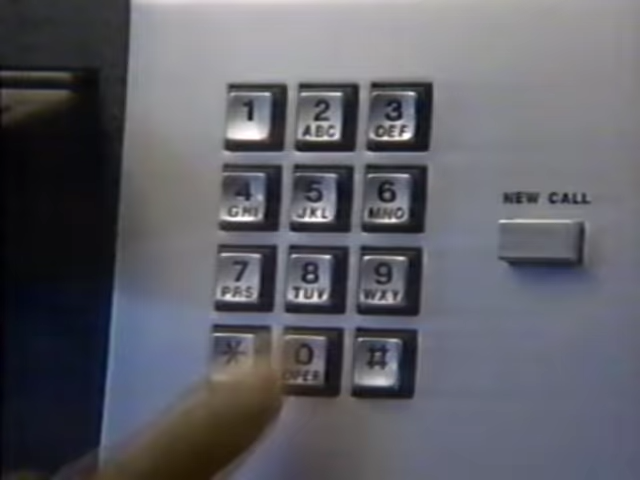 1 2 3
ABC DEF
4 5 6
GHI JKL MNO
NEW CALL
7 8 9
PRS TUV WXY
* 0 #
OPER